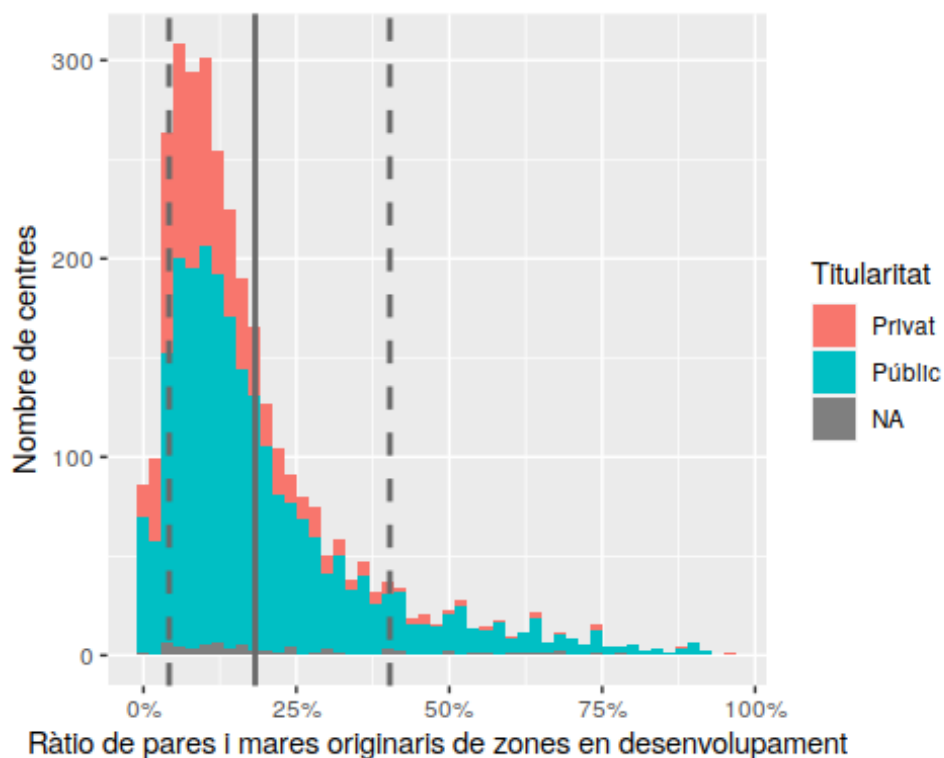 300
200
100
0
Nombre de centres
0%
25%
50%
75%
100%
Ràtio de pares i mares originaris de zones en desenvolupament
Titularitat
Privat
Públic
NA